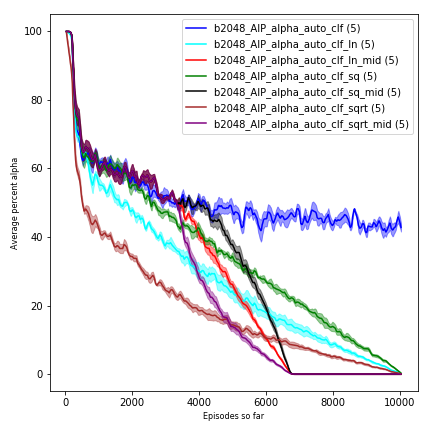 b2048_AIP_alpha_auto_clf (5)
b2048_AIP_alpha_auto_clf_ln (5)
b2048_AIP_alpha_auto_clf_ln_mid (5)
b2048_AIP_alpha_auto_clf_sq (5)
b2048_AIP_alpha_auto_clf_sq_mid (5)
b2048_AIP_alpha_auto_clf_sqrt (5)
b2048_AIP_alpha_auto_clf_sqrt_mid (5)
100
80
60
40
20
0
Average percent alpha
0 2000 4000 6000 8000 10000
Episodes so far